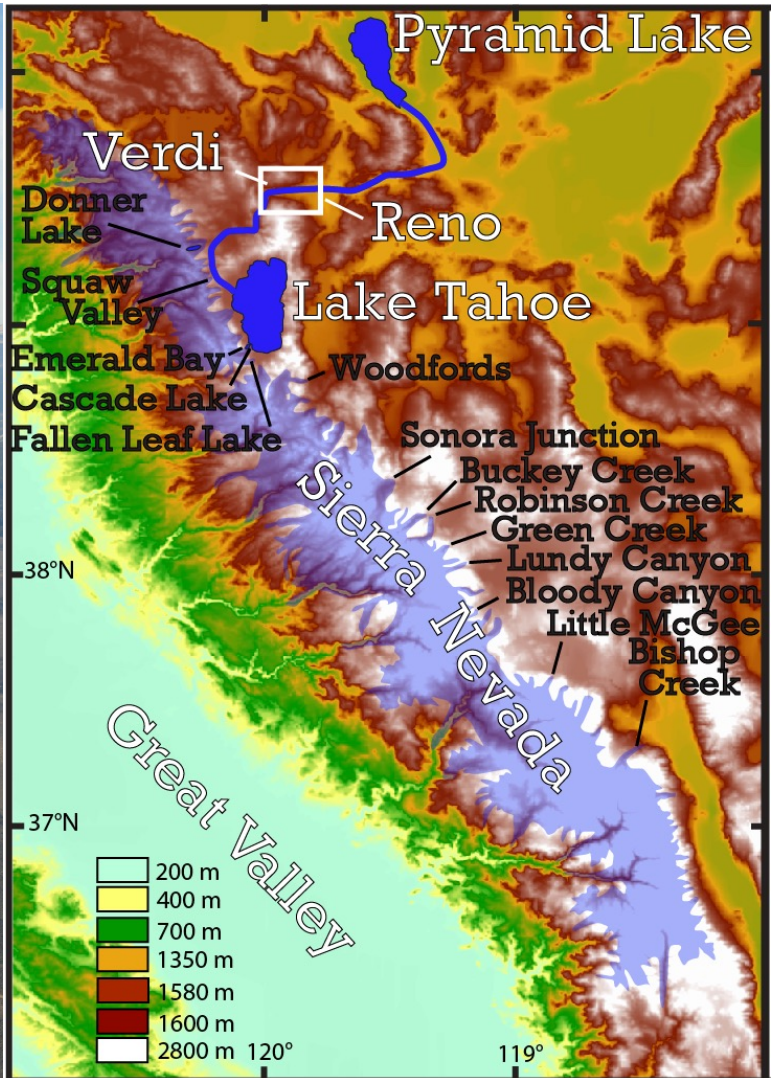 Pyramid Lake
Verdi
Donner
Lake
Reno
Squaw
Valley
Lake Tahoe
Emerald Bay
Woodfords
Cascade Lake
Fallen Leaf Lake
Sonora Junction
Buckey Creek
Robinson Creek
Green Creek
Lundy Canyon
38°N
Bloody Canyon
Little McGee
Bishop
Creek
Sierra Nevada
Great Valley
37°N
200 m
400 m
700 m
1350 m
1580 m
1600 m
2800 m
120°
119°